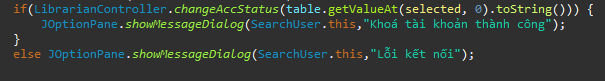 if(LibrarianController.changeAccStatus(table.getValueAt(selected, 0).toString())) {
JOptionPane.showMessageDialog(SearchUser.this,"Khoá tài khoản thành công");
}
else JOptionPane.showMessageDialog(SearchUser.this,"Lỗi kết nối");